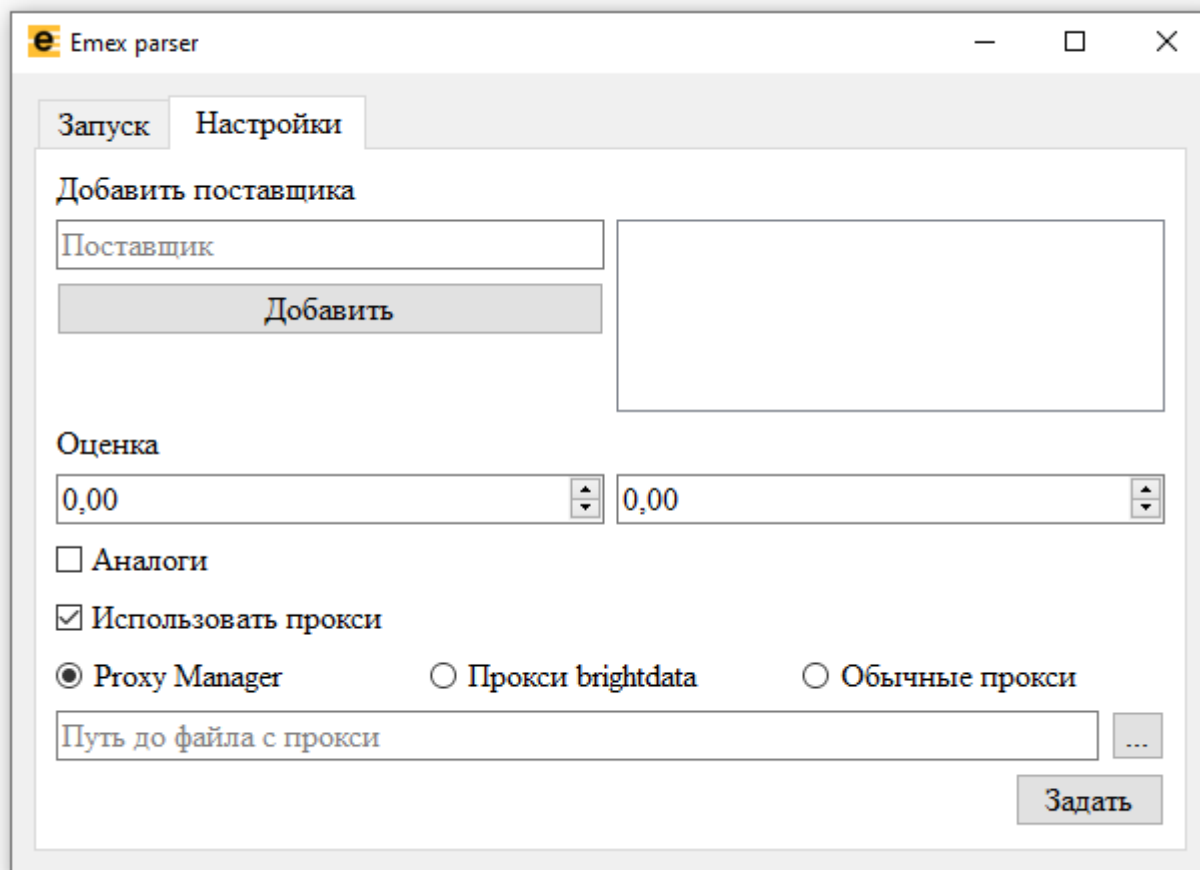 e Emex parser
Запуск Настройки
Добавить поставщика
Поставщик
Добавить
Оценка
0,00 0,00
Аналоги
Использовать прокси
Proxy Manager Прокси brightdata Обычные прокси
Путь до файла с прокси ...
Задать